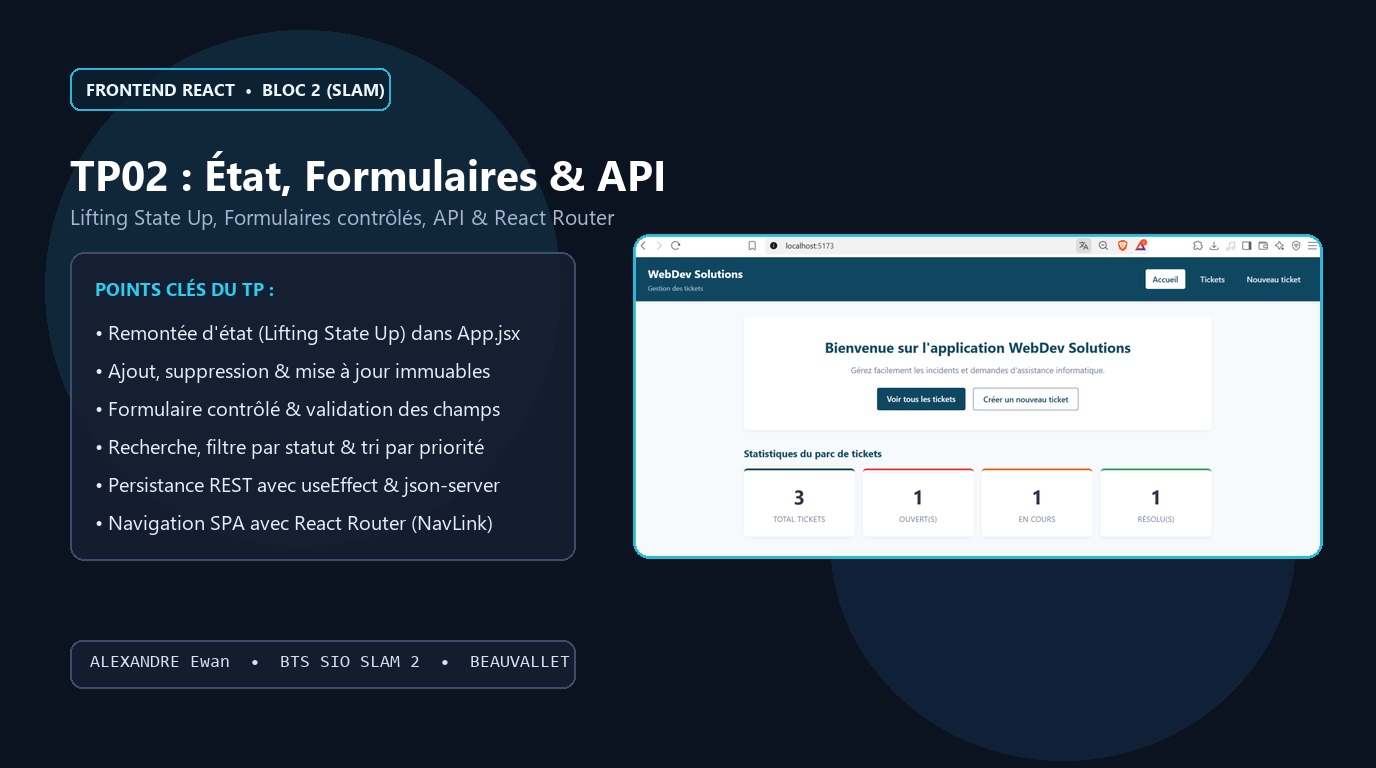 FRONTEND REACT • BLOC 2 (SLAM)
TP02 : État, Formulaires & API
Lifting State Up, Formulaires contrôlés, API & React Router
POINTS CLÉS DU TP :
• Remontée d'état (Lifting State Up) dans App.jsx
• Ajout, suppression & mise à jour immuables
• Formulaire contrôlé & validation des champs
• Recherche, filtre par statut & tri par priorité
• Persistance REST avec useEffect & json-server
• Navigation SPA avec React Router (NavLink)
localhost:5173
WebDev Solutions
Gestion des tickets
Accueil Tickets Nouveau ticket
Bienvenue sur l'application WebDev Solutions
Gérez facilement les incidents et demandes d'assistance informatique.
Voir tous les tickets Créer un nouveau ticket
Statistiques du parc de tickets
3 1 1 1
TOTAL TICKETS OUVERT(S) EN COURS RÉSOLU(S)
ALEXANDRE Ewan • BTS SIO SLAM 2 • BEAUVALLET